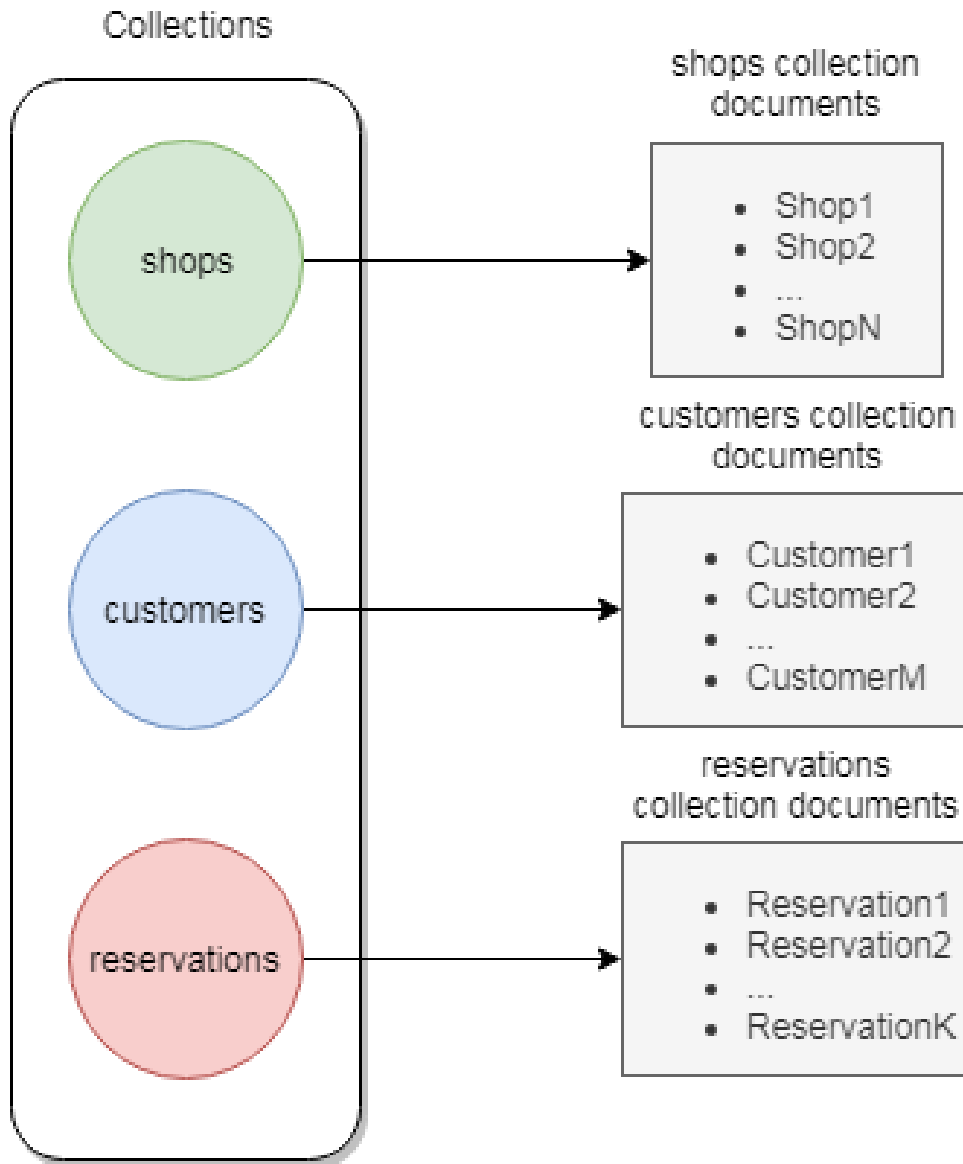 Collections
shops
customers
reservations
shops collection
documents
• Shop1
• Shop2
• ...
• ShopN
customers collection
documents
• Customer1
• Customer2
• ...
• CustomerM
reservations
collection documents
• Reservation1
• Reservation2
• ...
• ReservationK